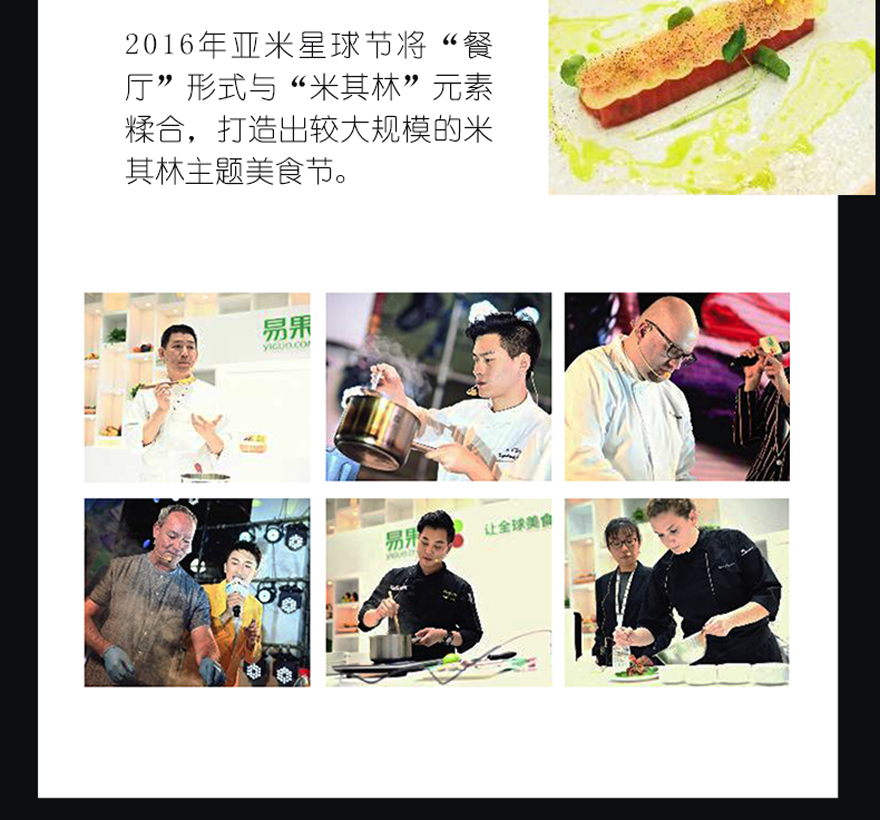 2016年亚米星球节将“餐
厅”形式与“米其林”元素
糅合，打造出较大规模的米
其林主题美食节。
易果
YIGUO.CO
易果
让全球美食